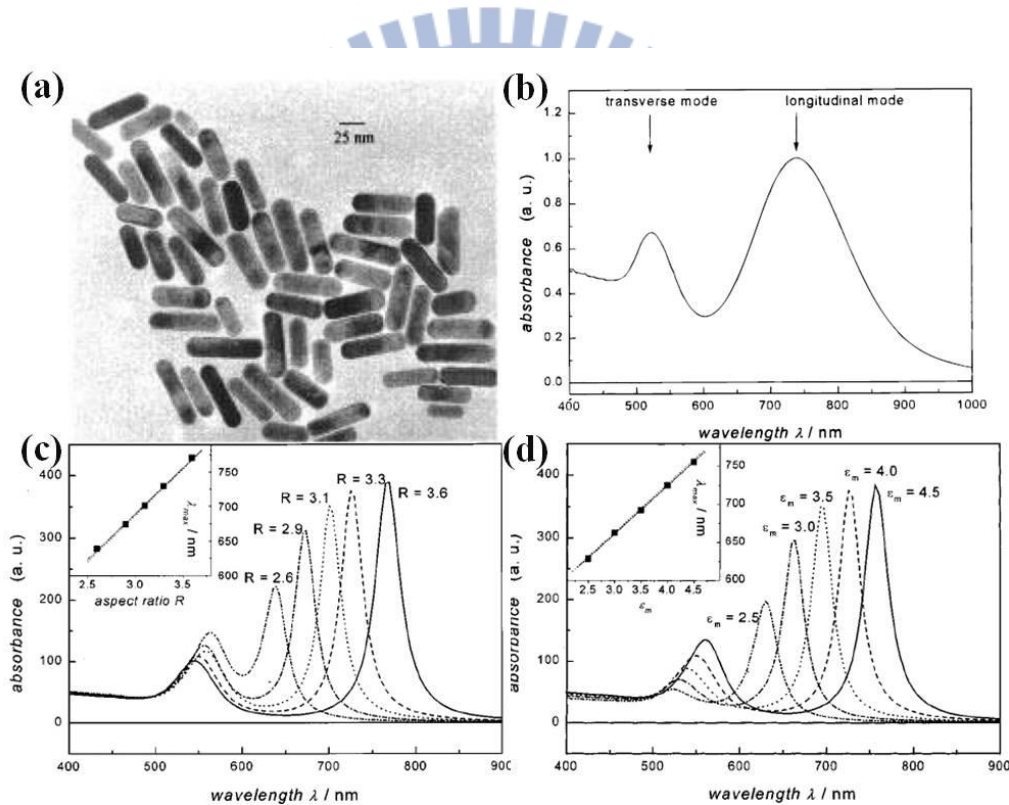 (a)
25 nm
(b)
transverse mode
longitudinal mode
1.2
1.0
0.8
0.6
0.4
0.2
0.0
absorbance (a. u.)
400 500 600 700 800 900 1000
wavelength λ / nm
(c)
400
300
200
100
0
absorbance (a. u.)
R = 2.6
R = 2.9
R = 3.1
R = 3.3
R = 3.6
750
700
650
600
λmax / nm
2.5 3.0 3.5
aspect ratio R
400 500 600 700 800 900
wavelength λ / nm
(d)
400
300
200
100
0
absorbance (a. u.)
εm = 2.5
εm = 3.0
εm = 3.5
εm = 4.0
εm = 4.5
750
700
650
600
λmax / nm
2.5 3.0 3.5 4.0 4.5
εm
400 500 600 700 800 900
wavelength λ / nm